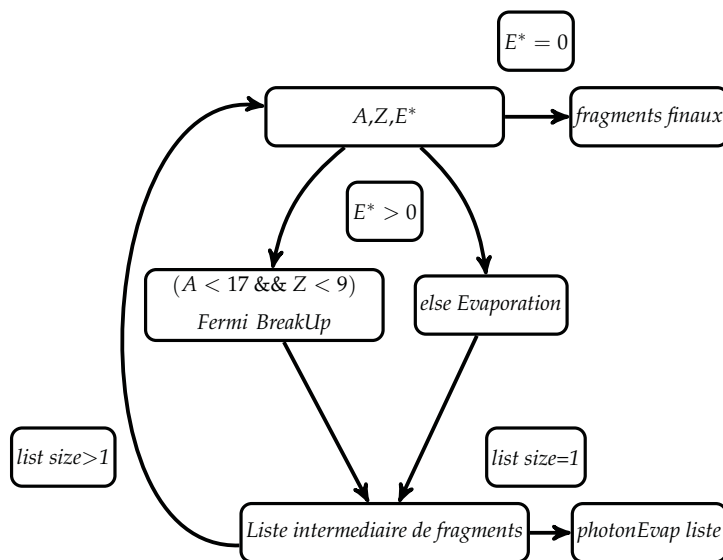 E* = 0
A,Z,E*
fragments finaux
E* > 0
(A < 17 && Z < 9)
Fermi BreakUp
else Evaporation
list size>1
list size=1
Liste intermediaire de fragments
photonEvap liste